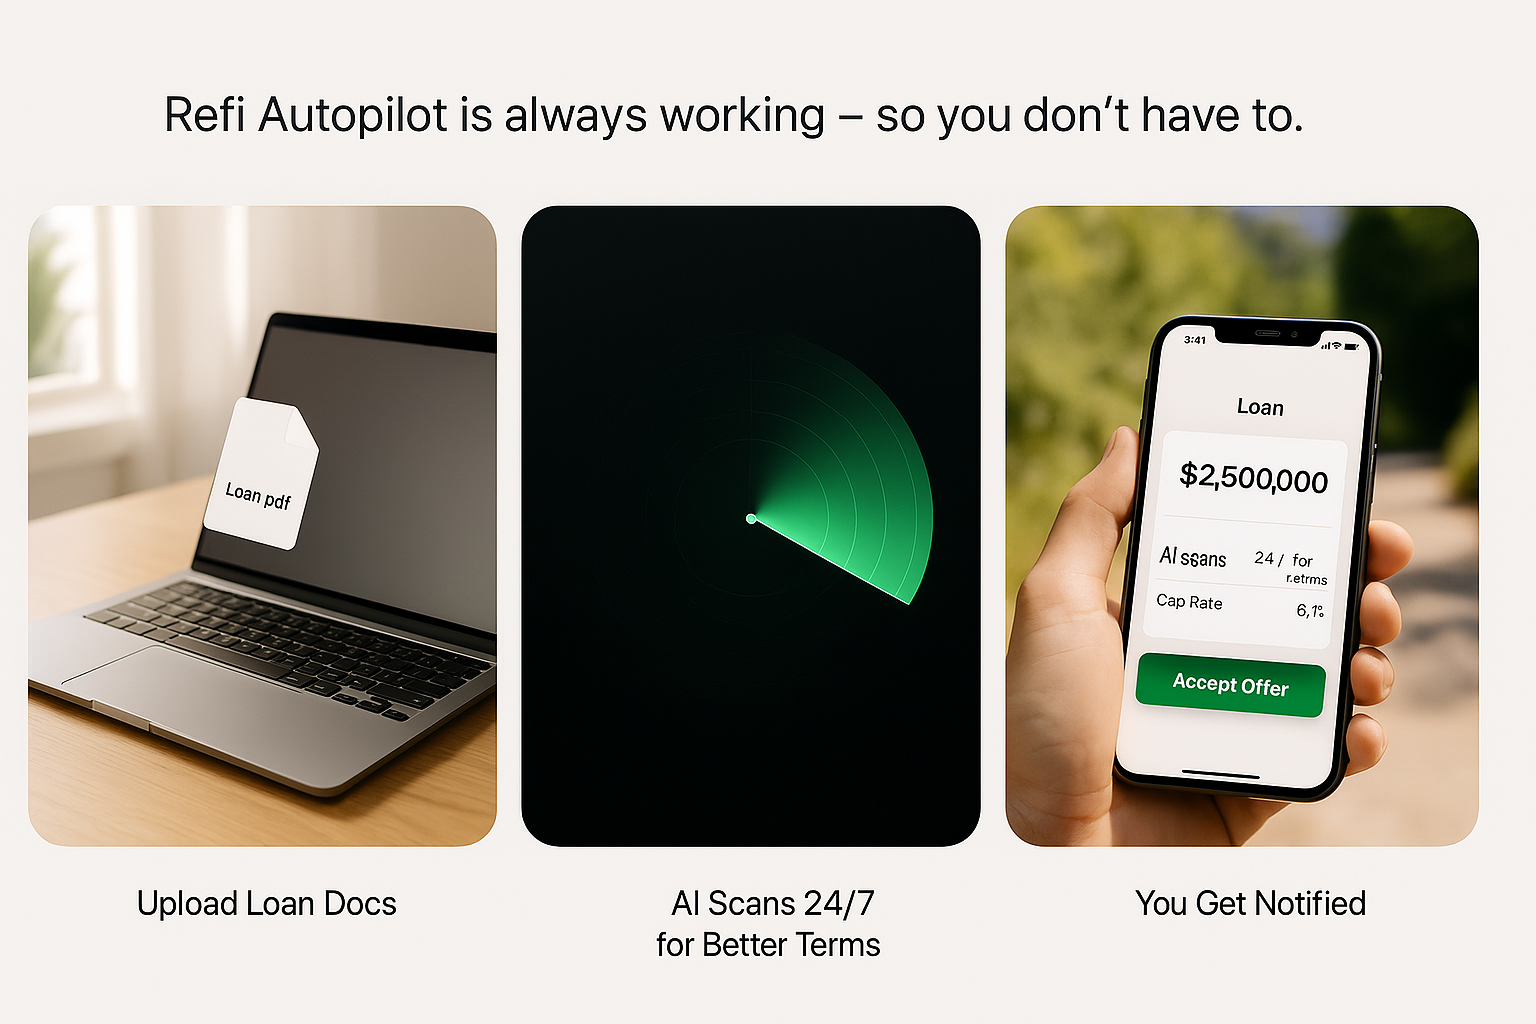 Refi Autopilot is always working – so you don't have to.
Loan pdf
3:41
Loan
$2,500,000
AI scans 24 / for
r.etrms
Cap Rate 6,1%
Accept Offer
Upload Loan Docs
AI Scans 24/7
for Better Terms
You Get Notified